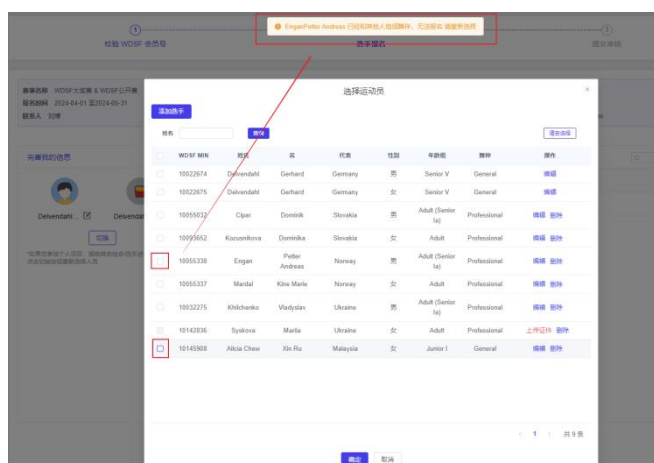 EnganPetter Andreas 已经和其他人组成舞伴，无法报名 请重新选择
1
检验 WDSF 会员号
选手报名
3
提交审核
赛事名称 WDSF大奖赛 & WDSF公开赛
报名时间 2024-04-01 至2024-05-31
联系人 刘博
完善我的信息
Delvendahl ...
Delvendal
切换
选择运动员
×
添加选手
姓名
查询
清空选择
WDSF MIN 姓氏 名 代表 性别 年龄组 舞种 操作
10022674 Delvendahl Gerhard Germany 男 Senior V General 编辑
10022675 Delvendahl Gerhard Germany 女 Senior V General 编辑
10055032 Cipar Dominik Slovakia 男 Adult (Senior Ia) Professional 编辑 删除
10093652 Kozusnikova Dominika Slovakia 女 Adult Professional 编辑 删除
10055338 Engan Petter Andreas Norway 男 Adult (Senior Ia) Professional 编辑 删除
10055337 Mardal Kine Marie Norway 女 Adult Professional 编辑 删除
10032275 Khilchenko Vladyslav Ukraine 男 Adult (Senior Ia) Professional 编辑 删除
10142036 Syskova Mariia Ukraine 女 Adult Professional 上传证件 删除
10145908 Alicia Chew Xin Ru Malaysia 女 Junior I General 编辑 删除
< 1 > 共 9 条
确定 取消